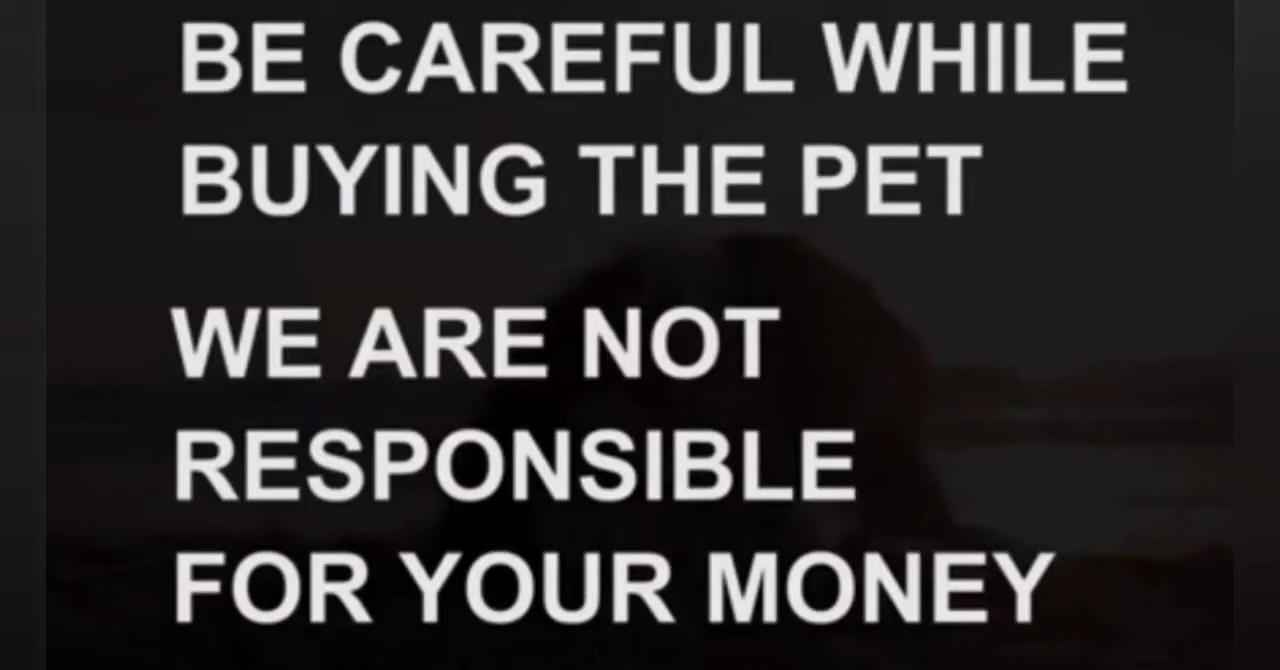 BE CAREFUL WHILE
BUYING THE PET
WE ARE NOT
RESPONSIBLE
FOR YOUR MONEY